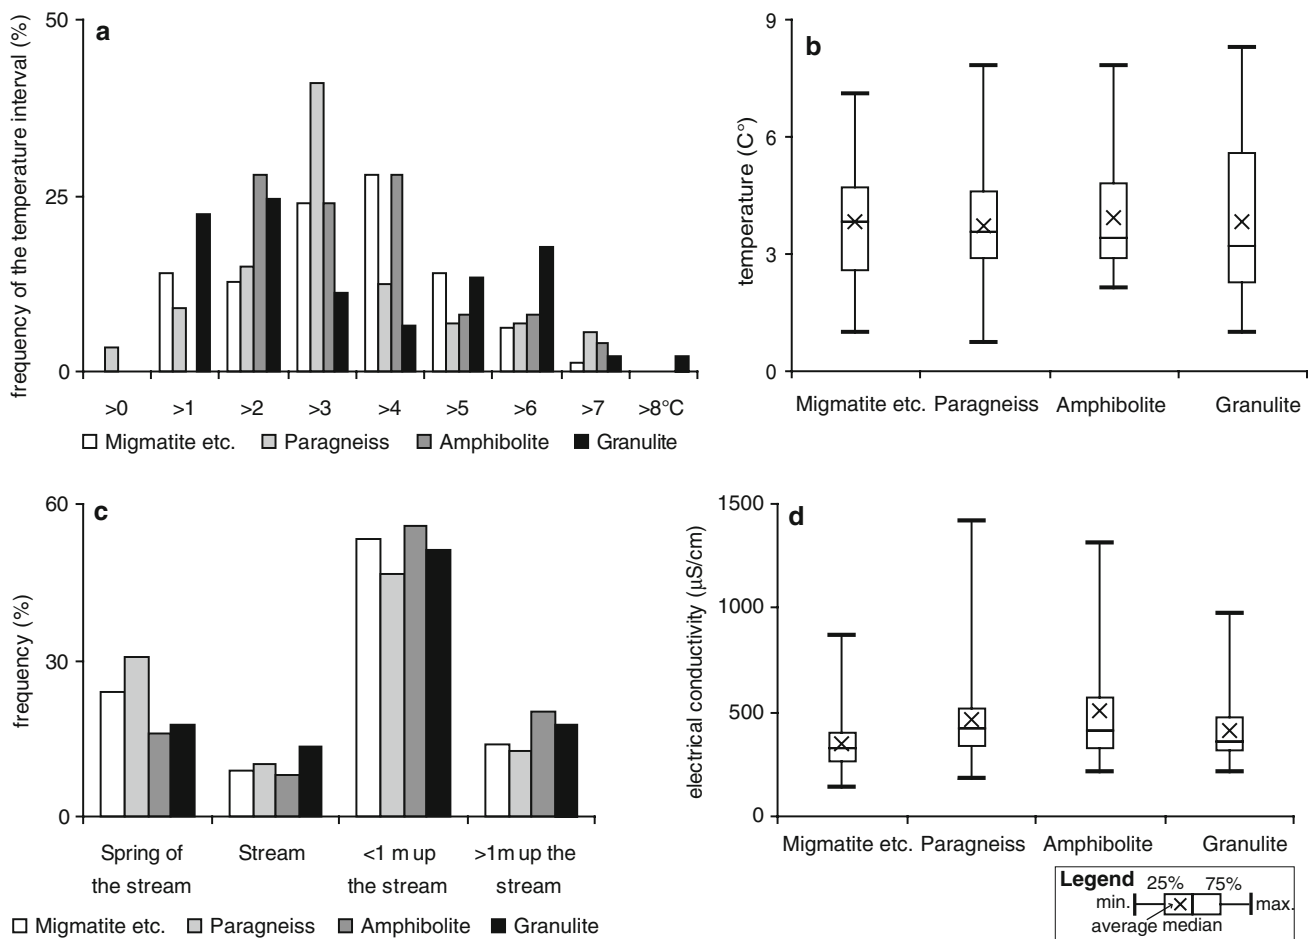 a
frequency of the temperature interval (%)
50
25
0
>0 >1 >2 >3 >4 >5 >6 >7 >8°C
Migmatite etc. Paragneiss Amphibolite Granulite
b
temperature (C°)
9
6
3
0
Migmatite etc. Paragneiss Amphibolite Granulite
c
frequency (%)
60
30
0
Spring of the stream
Stream
<1 m up the stream
>1m up the stream
Migmatite etc. Paragneiss Amphibolite Granulite
d
electrical conductivity (µS/cm)
1500
1000
500
0
Migmatite etc. Paragneiss Amphibolite Granulite
Legend
25% 75%
min. max.
average median